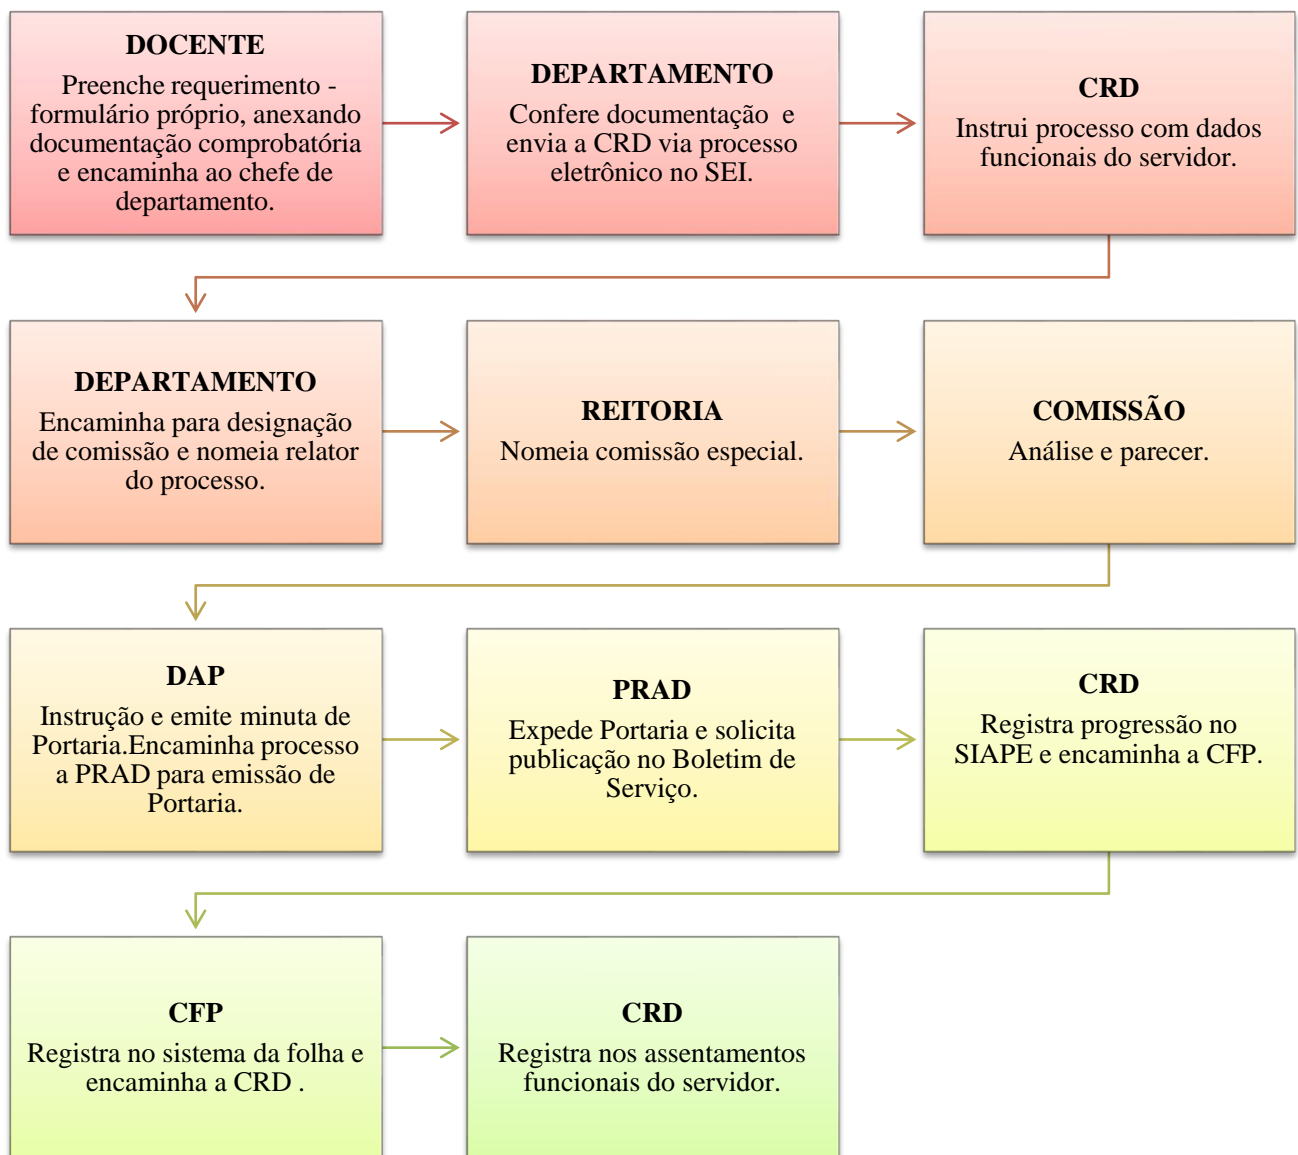 DOCENTE
Preenche requerimento -
formulário próprio, anexando
documentação comprobatória
e encaminha ao chefe de
departamento.
DEPARTAMENTO
Confere documentação e
envia a CRD via processo
eletrônico no SEI.
CRD
Instrui processo com dados
funcionais do servidor.
DEPARTAMENTO
Encaminha para designação
de comissão e nomeia relator
do processo.
REITORIA
Nomeia comissão especial.
COMISSÃO
Análise e parecer.
DAP
Instrução e emite minuta de
Portaria.Encaminha processo
a PRAD para emissão de
Portaria.
PRAD
Expede Portaria e solicita
publicação no Boletim de
Serviço.
CRD
Registra progressão no
SIAPE e encaminha a CFP.
CFP
Registra no sistema da folha e
encaminha a CRD .
CRD
Registra nos assentamentos
funcionais do servidor.